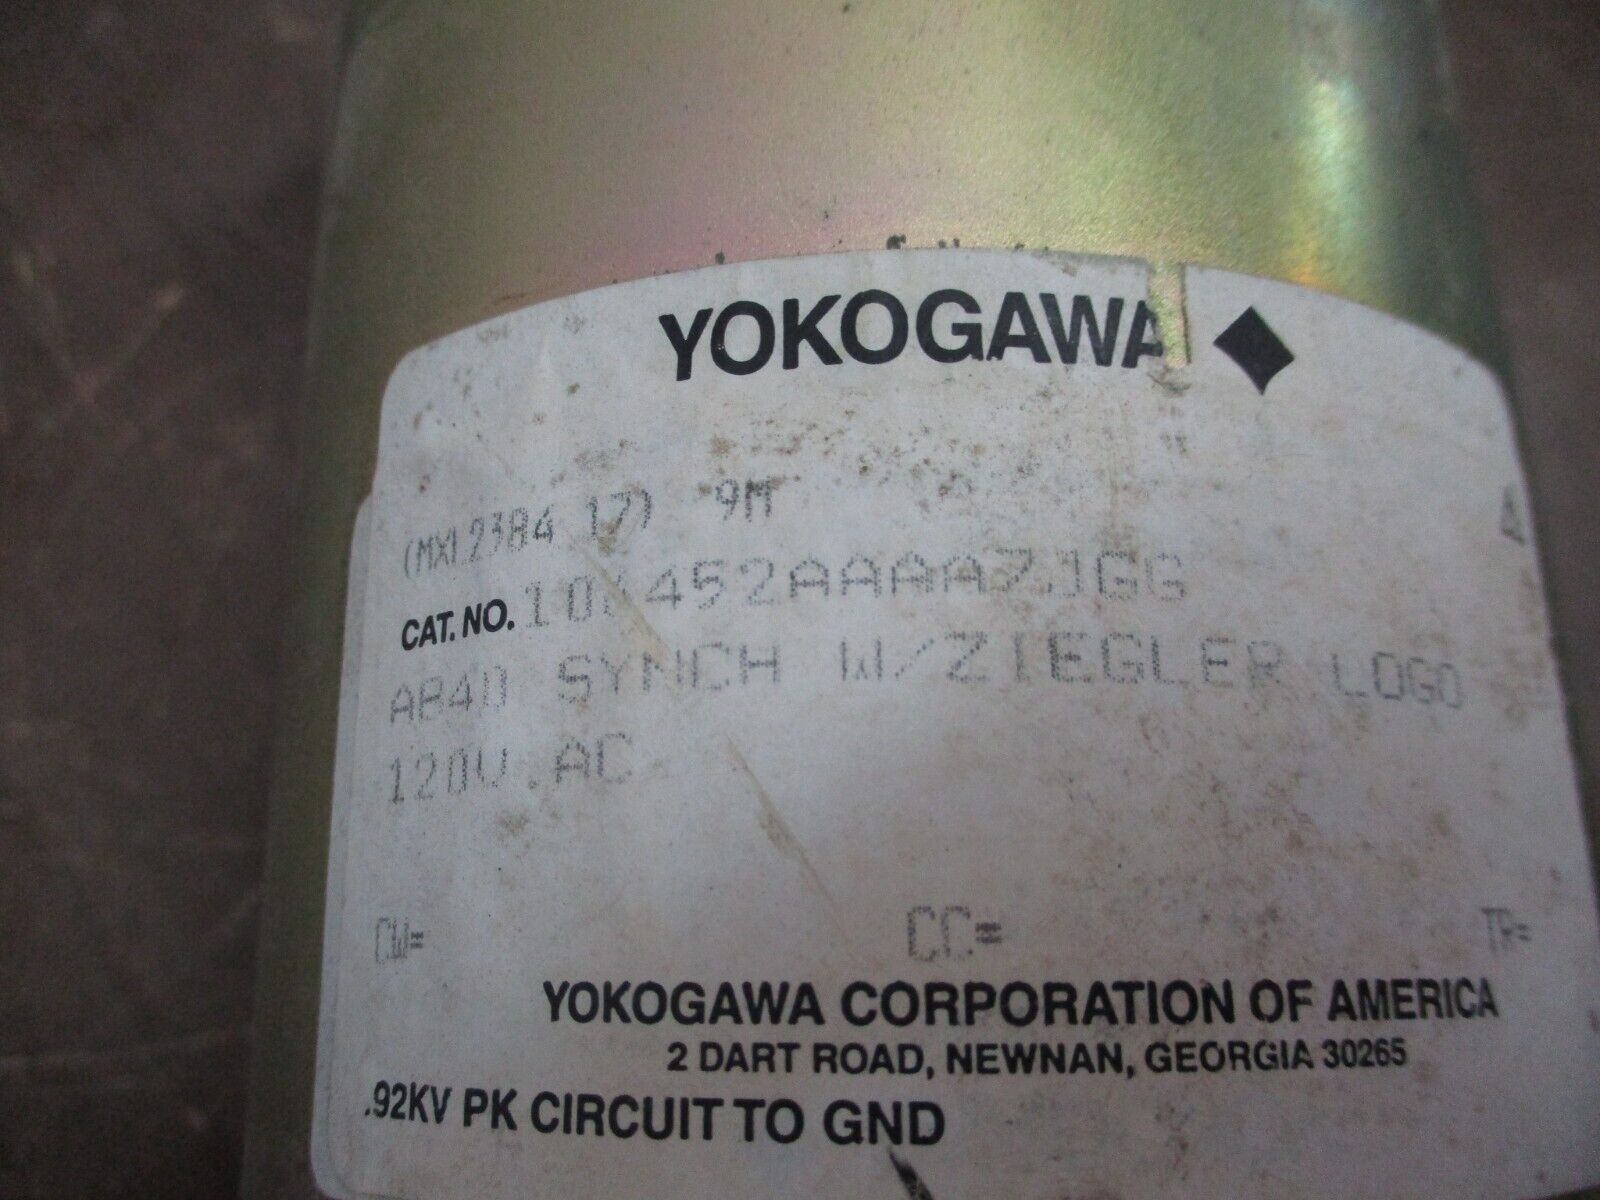 YOKOGAWA
(MX12384 17) 9M
CAT. NO. 106452AAAA7JGG
AB40 SYNCH W/ZIEGLER LOGO
120V.AC
CW= CC= TR=
YOKOGAWA CORPORATION OF AMERICA
2 DART ROAD, NEWNAN, GEORGIA 30265
.92KV PK CIRCUIT TO GND